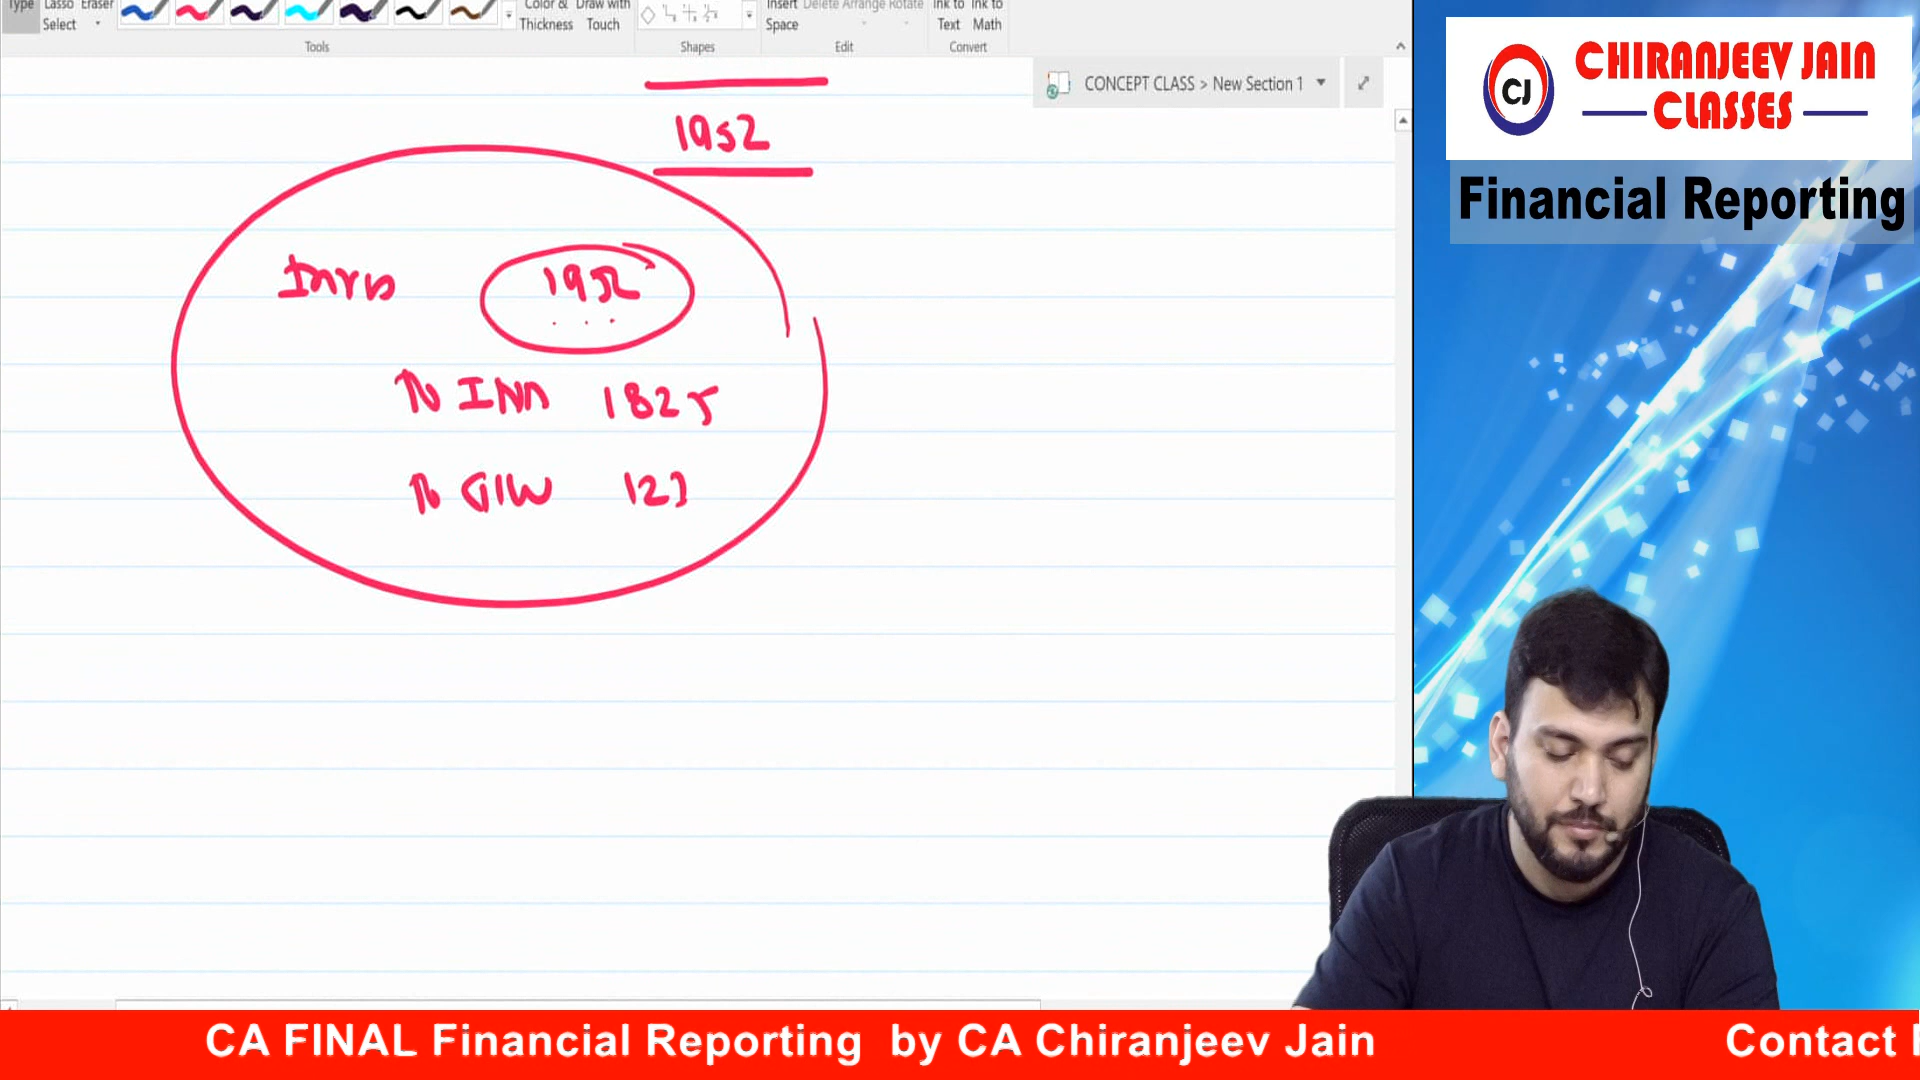 Type Lasso Select Eraser
Color & Thickness Draw with Touch
Insert Space Delete Arrange Rotate
Ink to Text Ink to Math
Tools Shapes Edit Convert
CONCEPT CLASS > New Section 1
1952
1952
To INV 1825
To G/W 127
CJ
CHIRANJEEV JAIN
CLASSES
Financial Reporting
CA FINAL Financial Reporting by CA Chiranjeev Jain
Contact